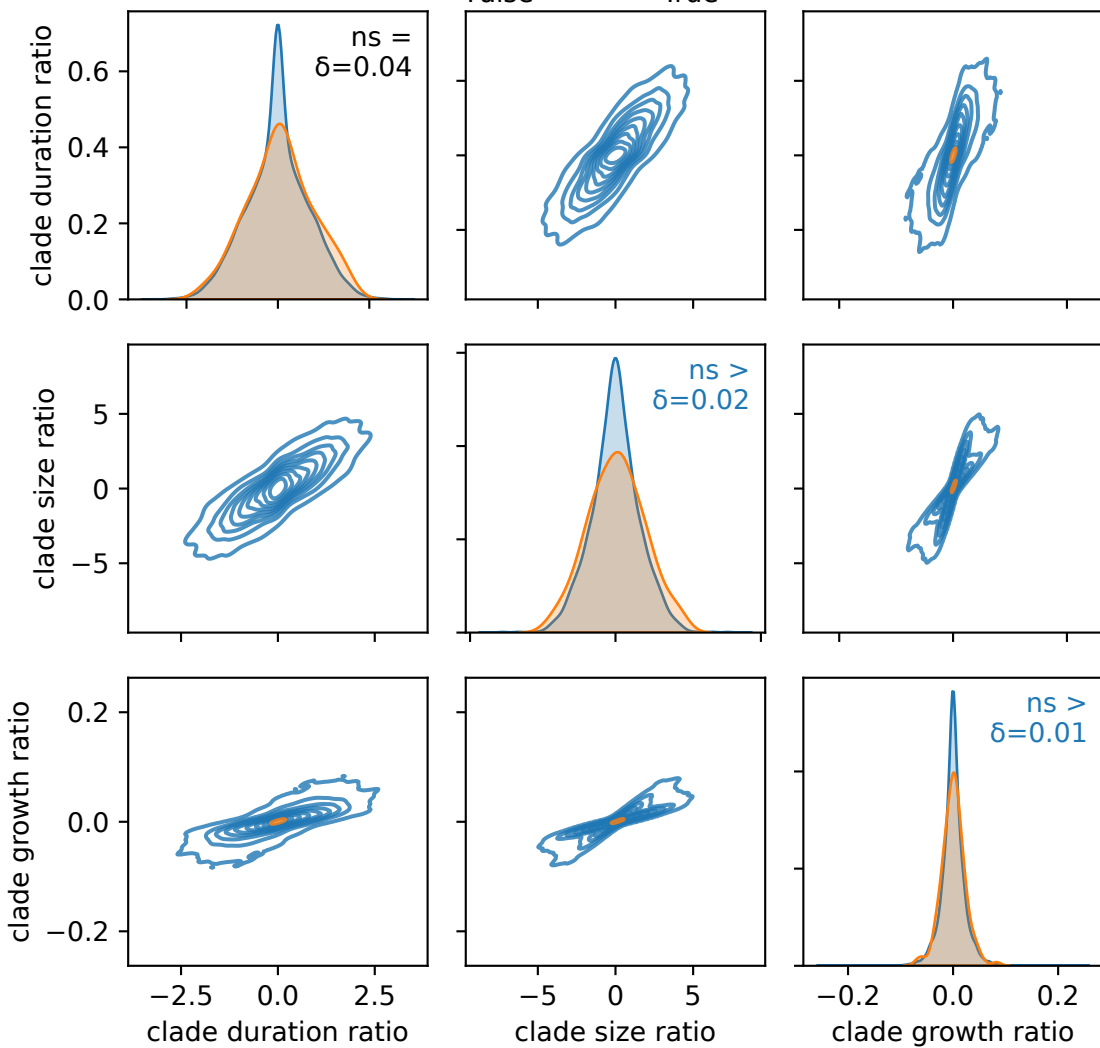 clade duration ratio
0.6
0.4
0.2
0.0
ns =
δ=0.04
clade size ratio
5
0
−5
ns >
δ=0.02
clade growth ratio
0.2
0.0
−0.2
ns >
δ=0.01
−2.5 0.0 2.5
−5 0 5
−0.2 0.0 0.2
clade duration ratio
clade size ratio
clade growth ratio